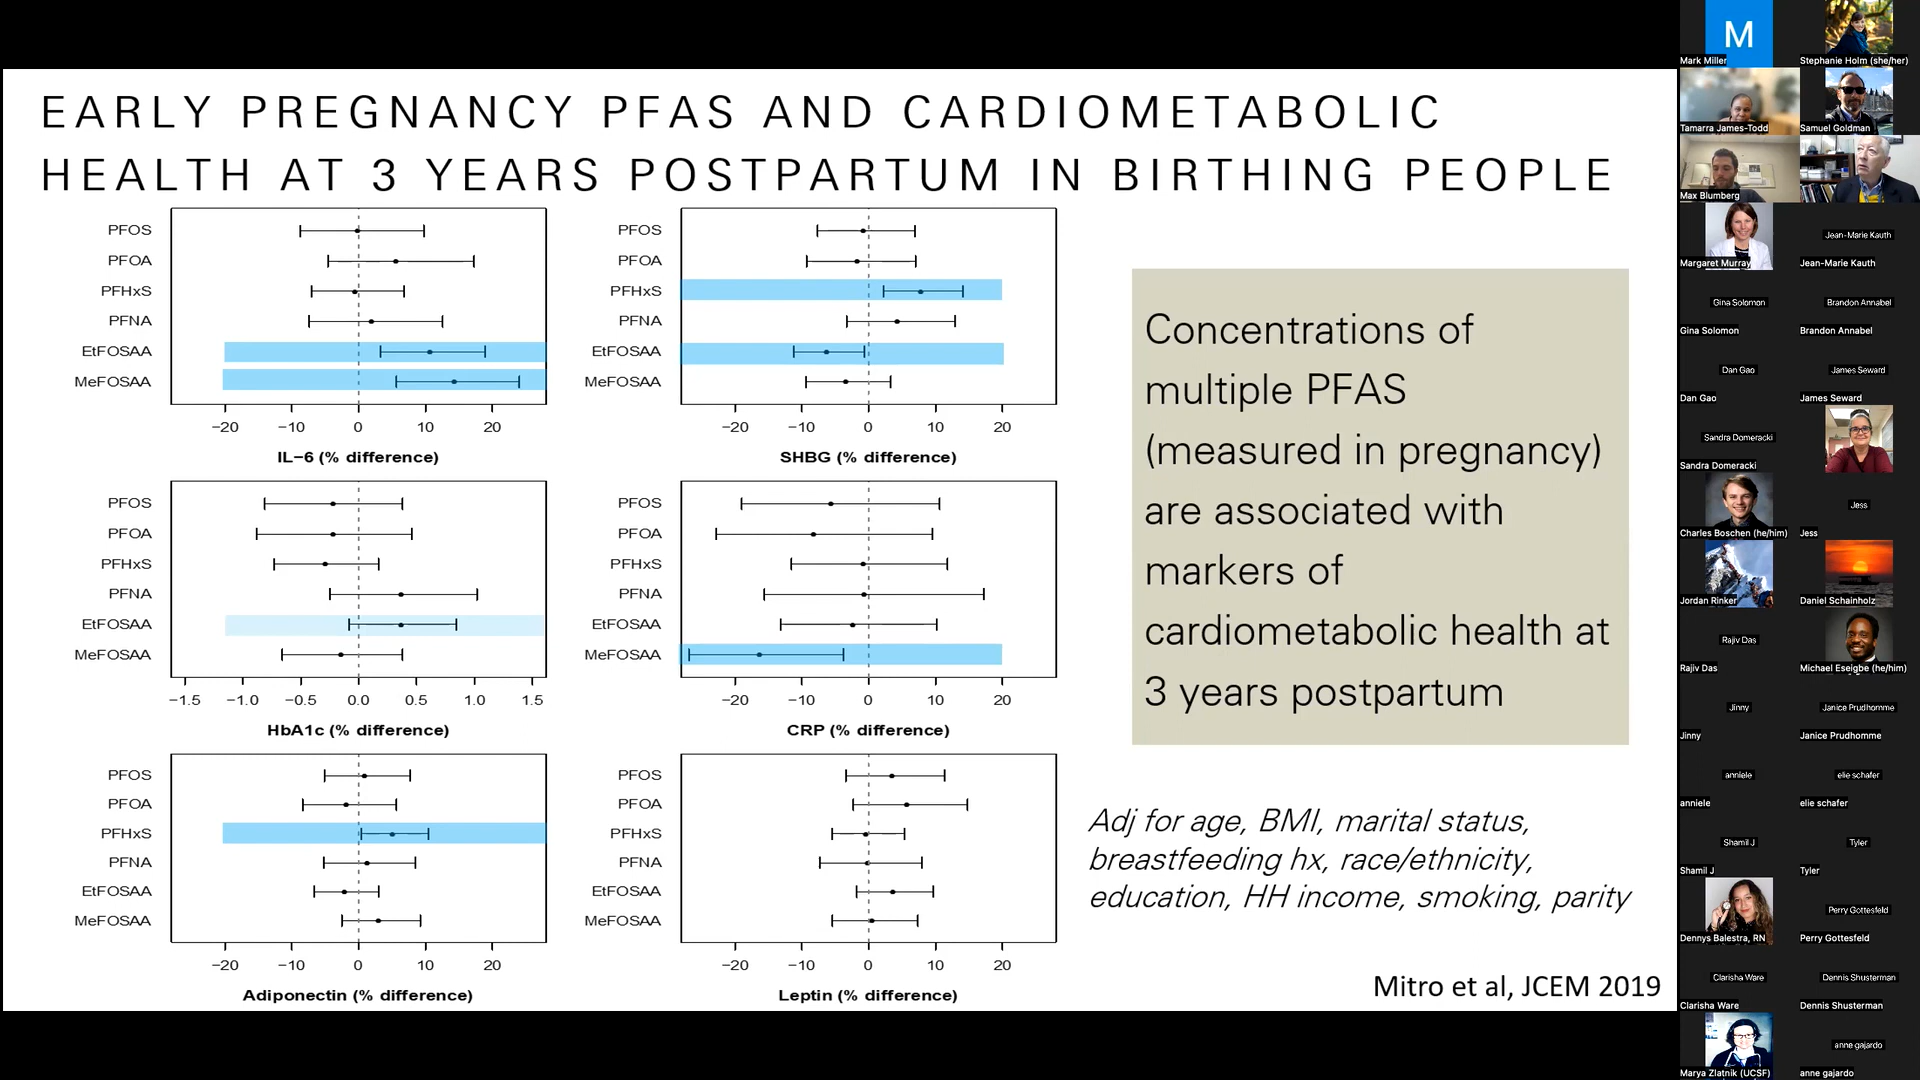 EARLY PREGNANCY PFAS AND CARDIOMETABOLIC
HEALTH AT 3 YEARS POSTPARTUM IN BIRTHING PEOPLE
PFOS
PFOA
PFHxS
PFNA
EtFOSAA
MeFOSAA
−20 −10 0 10 20
IL−6 (% difference)
PFOS
PFOA
PFHxS
PFNA
EtFOSAA
MeFOSAA
−20 −10 0 10 20
SHBG (% difference)
PFOS
PFOA
PFHxS
PFNA
EtFOSAA
MeFOSAA
−1.5 −1.0 −0.5 0.0 0.5 1.0 1.5
HbA1c (% difference)
PFOS
PFOA
PFHxS
PFNA
EtFOSAA
MeFOSAA
−20 −10 0 10 20
CRP (% difference)
PFOS
PFOA
PFHxS
PFNA
EtFOSAA
MeFOSAA
−20 −10 0 10 20
Adiponectin (% difference)
PFOS
PFOA
PFHxS
PFNA
EtFOSAA
MeFOSAA
−20 −10 0 10 20
Leptin (% difference)
Concentrations of
multiple PFAS
(measured in pregnancy)
are associated with
markers of
cardiometabolic health at
3 years postpartum
Adj for age, BMI, marital status,
breastfeeding hx, race/ethnicity,
education, HH income, smoking, parity
Mitro et al, JCEM 2019
M
Mark Miller
Stephanie Holm (she/her)
Tamarra James-Todd
Samuel Goldman
Max Blumberg
Margaret Murray
Jean-Marie Kauth
Jean-Marie Kauth
Gina Solomon
Gina Solomon
Brandon Annabel
Brandon Annabel
Dan Gao
Dan Gao
James Seward
James Seward
Sandra Domeracki
Sandra Domeracki
Charles Boschen (he/him)
Jess
Jess
Jordan Rinker
Daniel Schainholz
Rajiv Das
Rajiv Das
Michael Eseigbe (he/him)
Jinny
Jinny
Janice Prudhomme
Janice Prudhomme
anniele
anniele
elie schafer
elie schafer
Shamil J
Shamil J
Tyler
Tyler
Dennys Balestra, RN
Perry Gottesfeld
Perry Gottesfeld
Clarisha Ware
Clarisha Ware
Dennis Shusterman
Dennis Shusterman
Marya Zlatnik (UCSF)
anne gajardo
anne gajardo